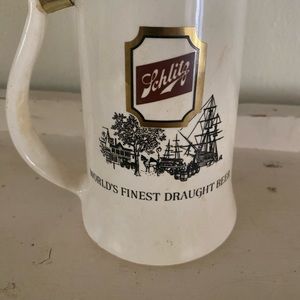 Schlitz
WORLD'S FINEST DRAUGHT BEER